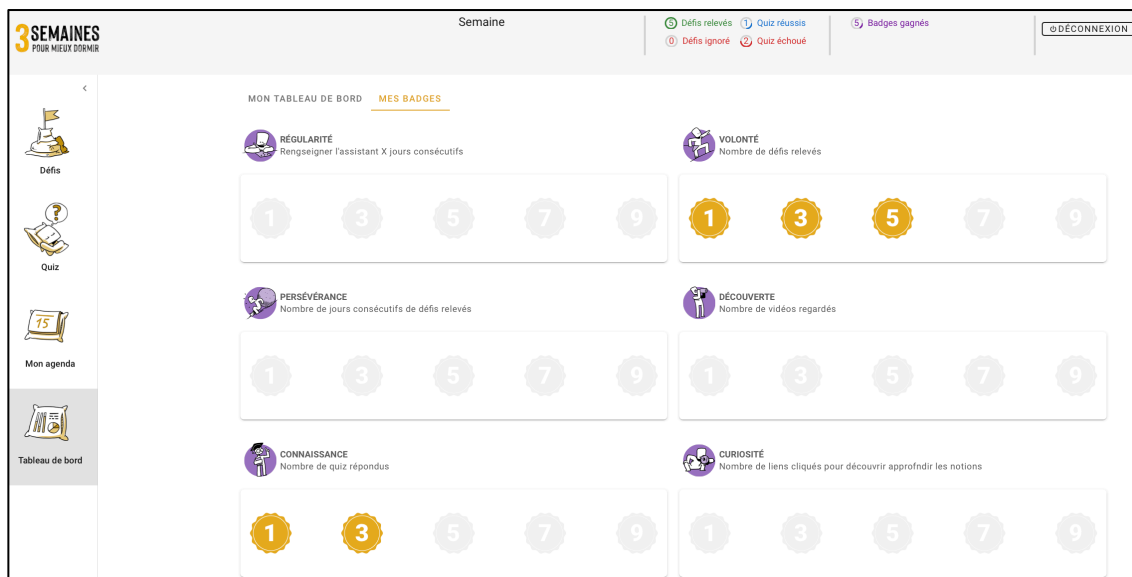 3 SEMAINES
POUR MIEUX DORMIR
Semaine
5 Défis relevés 1 Quiz réussis
0 Défis ignoré 2 Quiz échoué
5 Badges gagnés
DÉCONNEXION
Défis
Quiz
15
Mon agenda
Tableau de bord
MON TABLEAU DE BORD MES BADGES
RÉGULARITÉ
Rengseigner l'assistant X jours consécutifs
1 3 5 7 9
VOLONTÉ
Nombre de défis relevés
1 3 5 7 9
PERSÉVÉRANCE
Nombre de jours consécutifs de défis relevés
1 3 5 7 9
DÉCOUVERTE
Nombre de vidéos regardés
1 3 5 7 9
CONNAISSANCE
Nombre de quiz répondus
1 3 5 7 9
CURIOSITÉ
Nombre de liens cliqués pour découvrir approfndir les notions
1 3 5 7 9